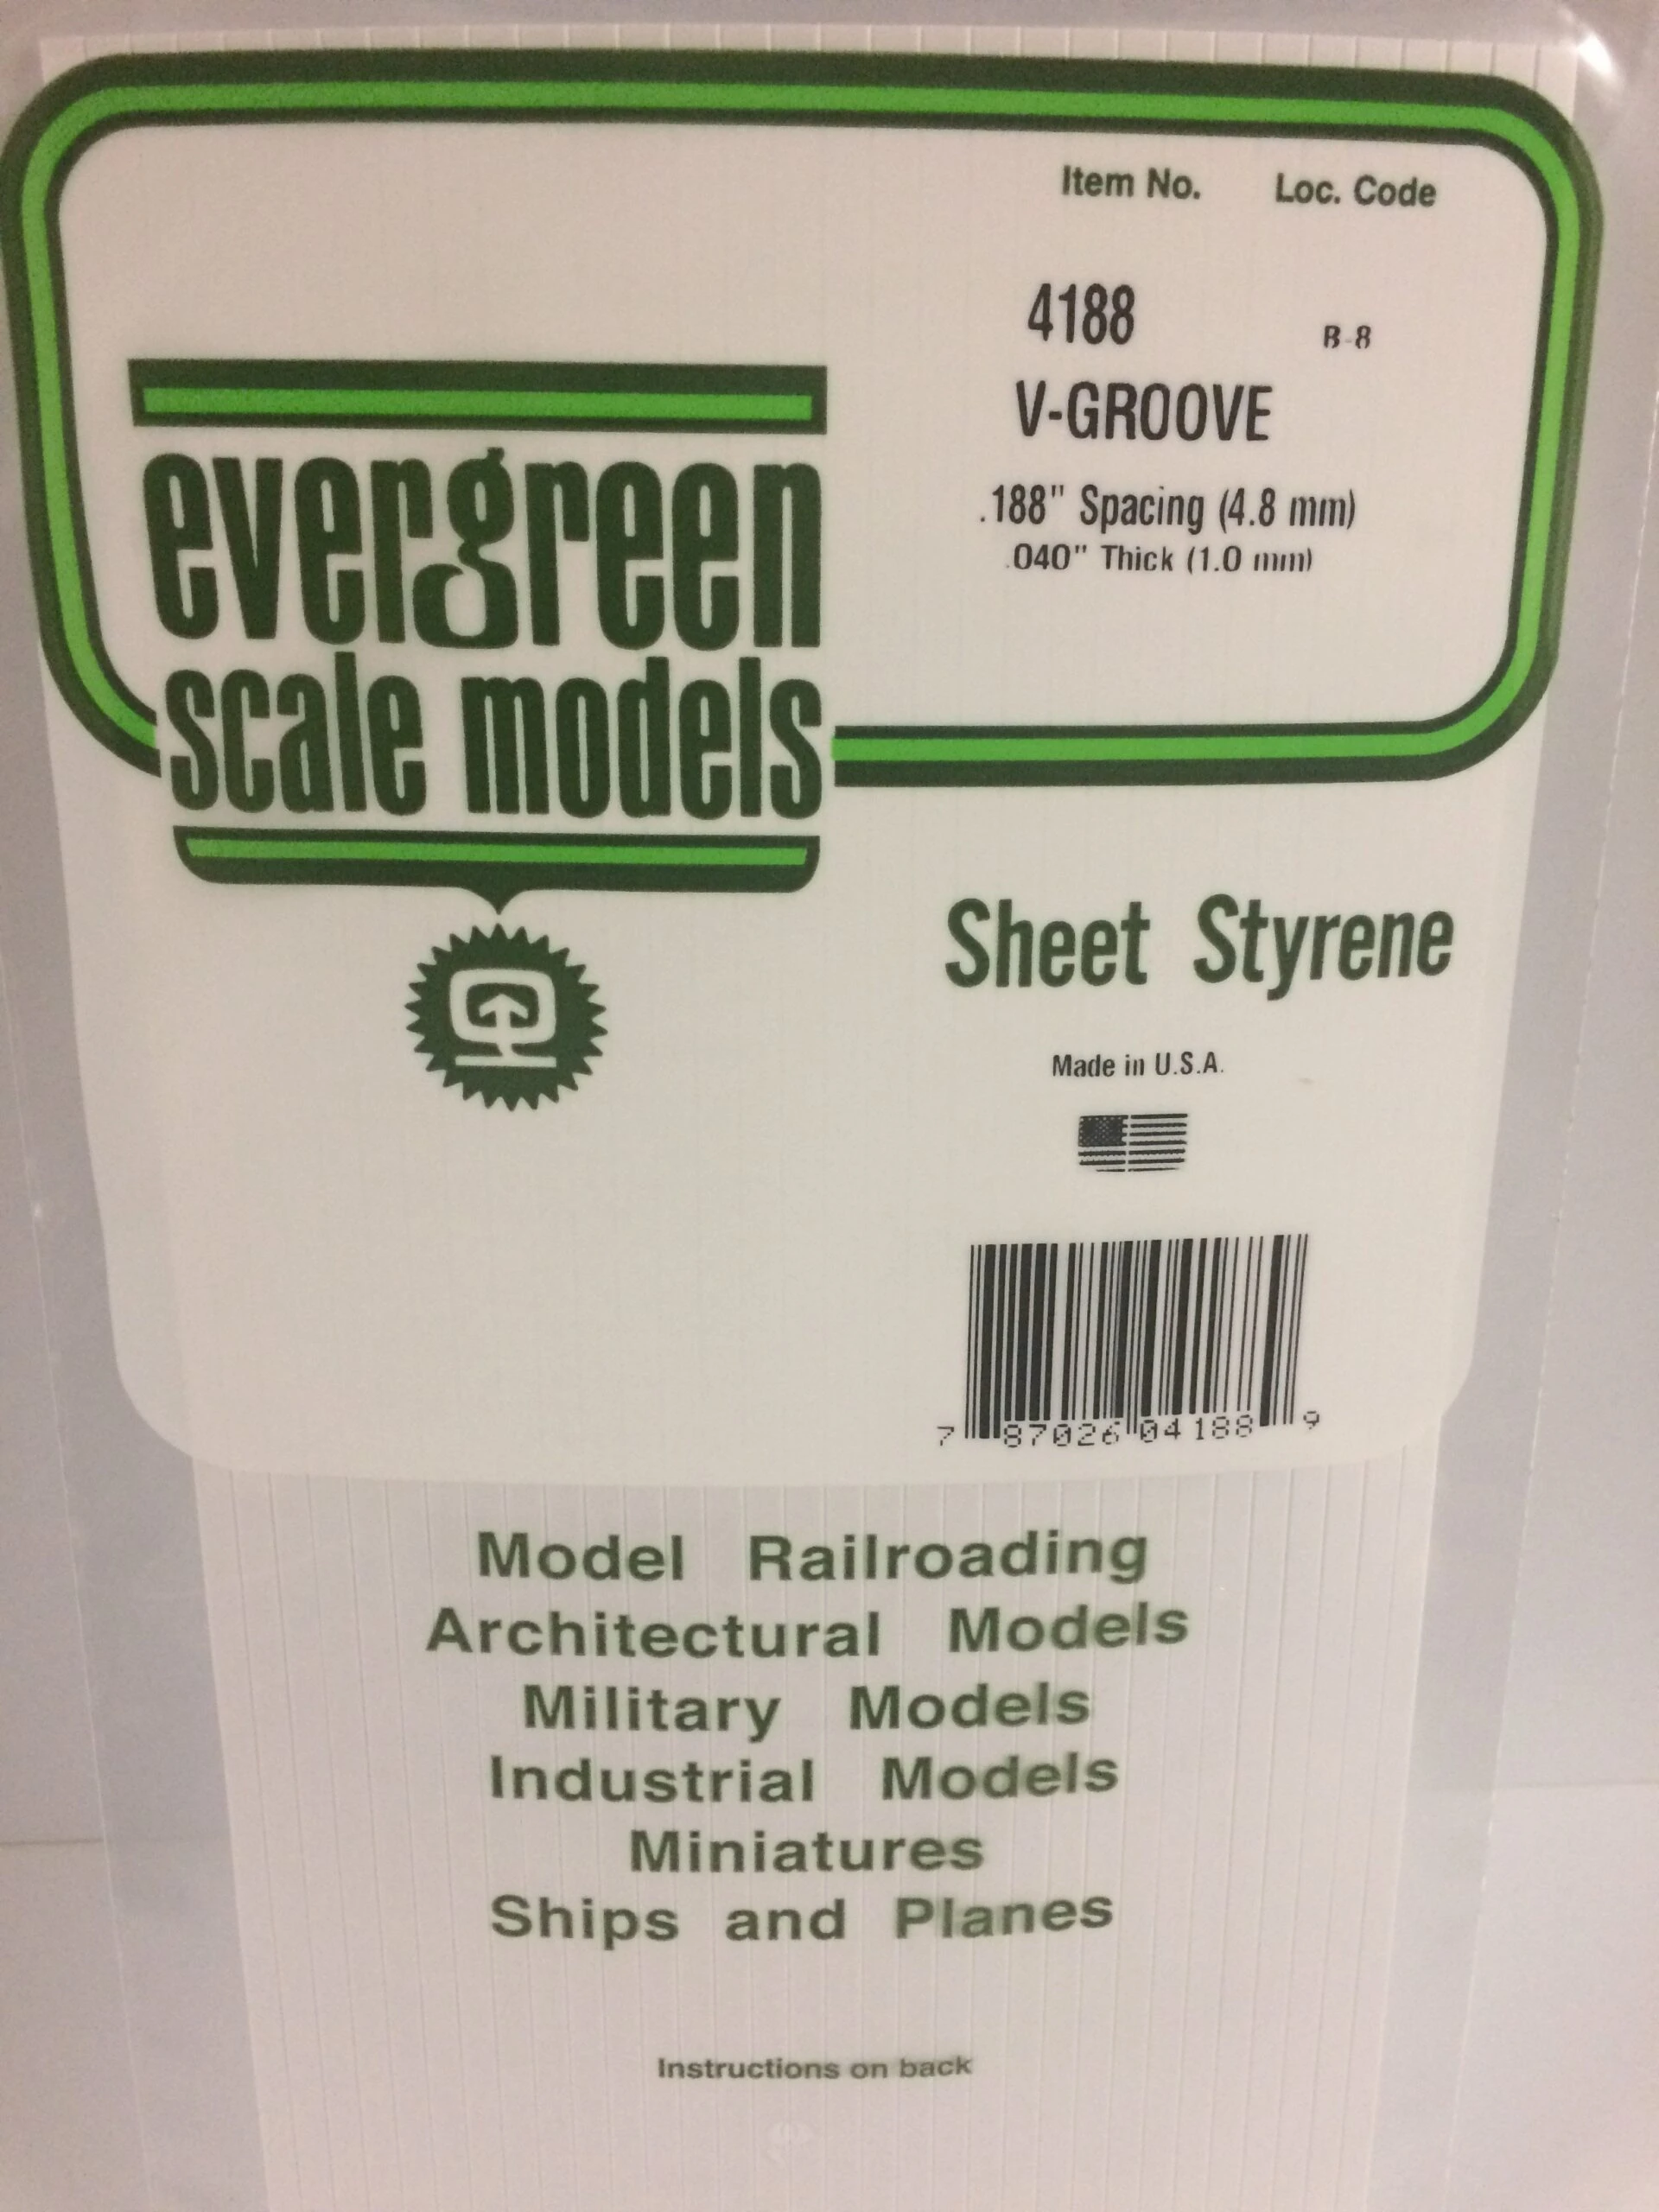 Item No. Loc. Code
4188 B-8
V-GROOVE
.188" Spacing (4.8 mm)
.040" Thick (1.0 mm)
evergreen
scale models
Sheet Styrene
Made in U.S.A.
7 87026 04188 9
Model Railroading
Architectural Models
Military Models
Industrial Models
Miniatures
Ships and Planes
Instructions on back